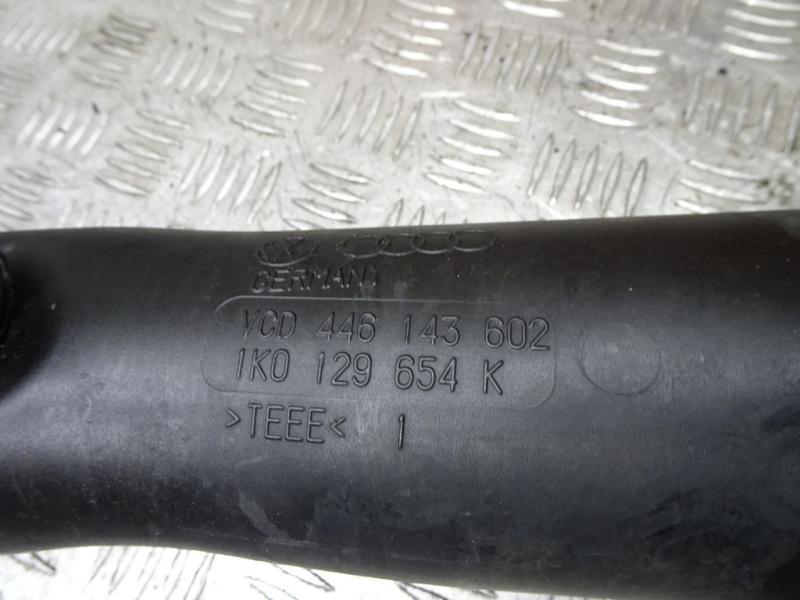 GERMANY
VCD 446 143 602
1K0 129 654 K
>TEEE< 1